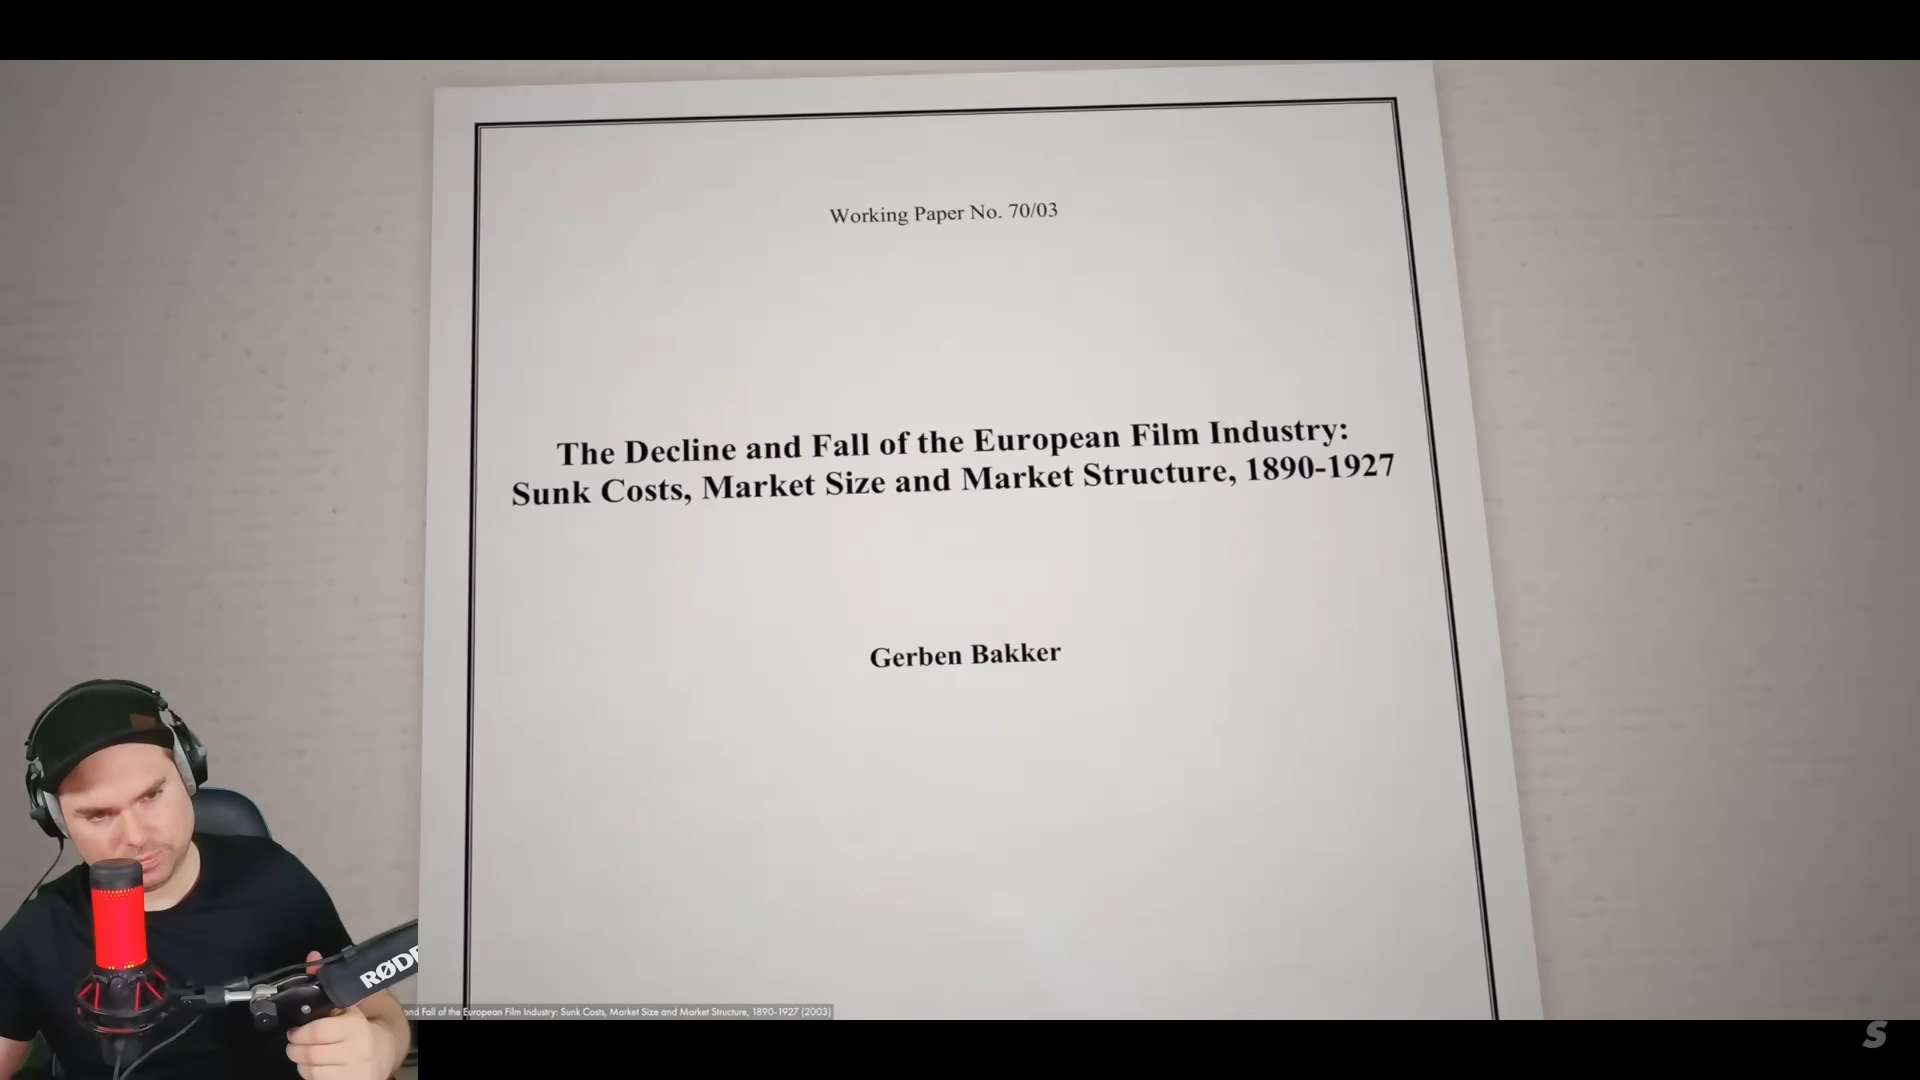 Working Paper No. 70/03
The Decline and Fall of the European Film Industry:
Sunk Costs, Market Size and Market Structure, 1890-1927
Gerben Bakker
RØDE
and Fall of the European Film Industry: Sunk Costs, Market Size and Market Structure, 1890-1927 (2003)
S